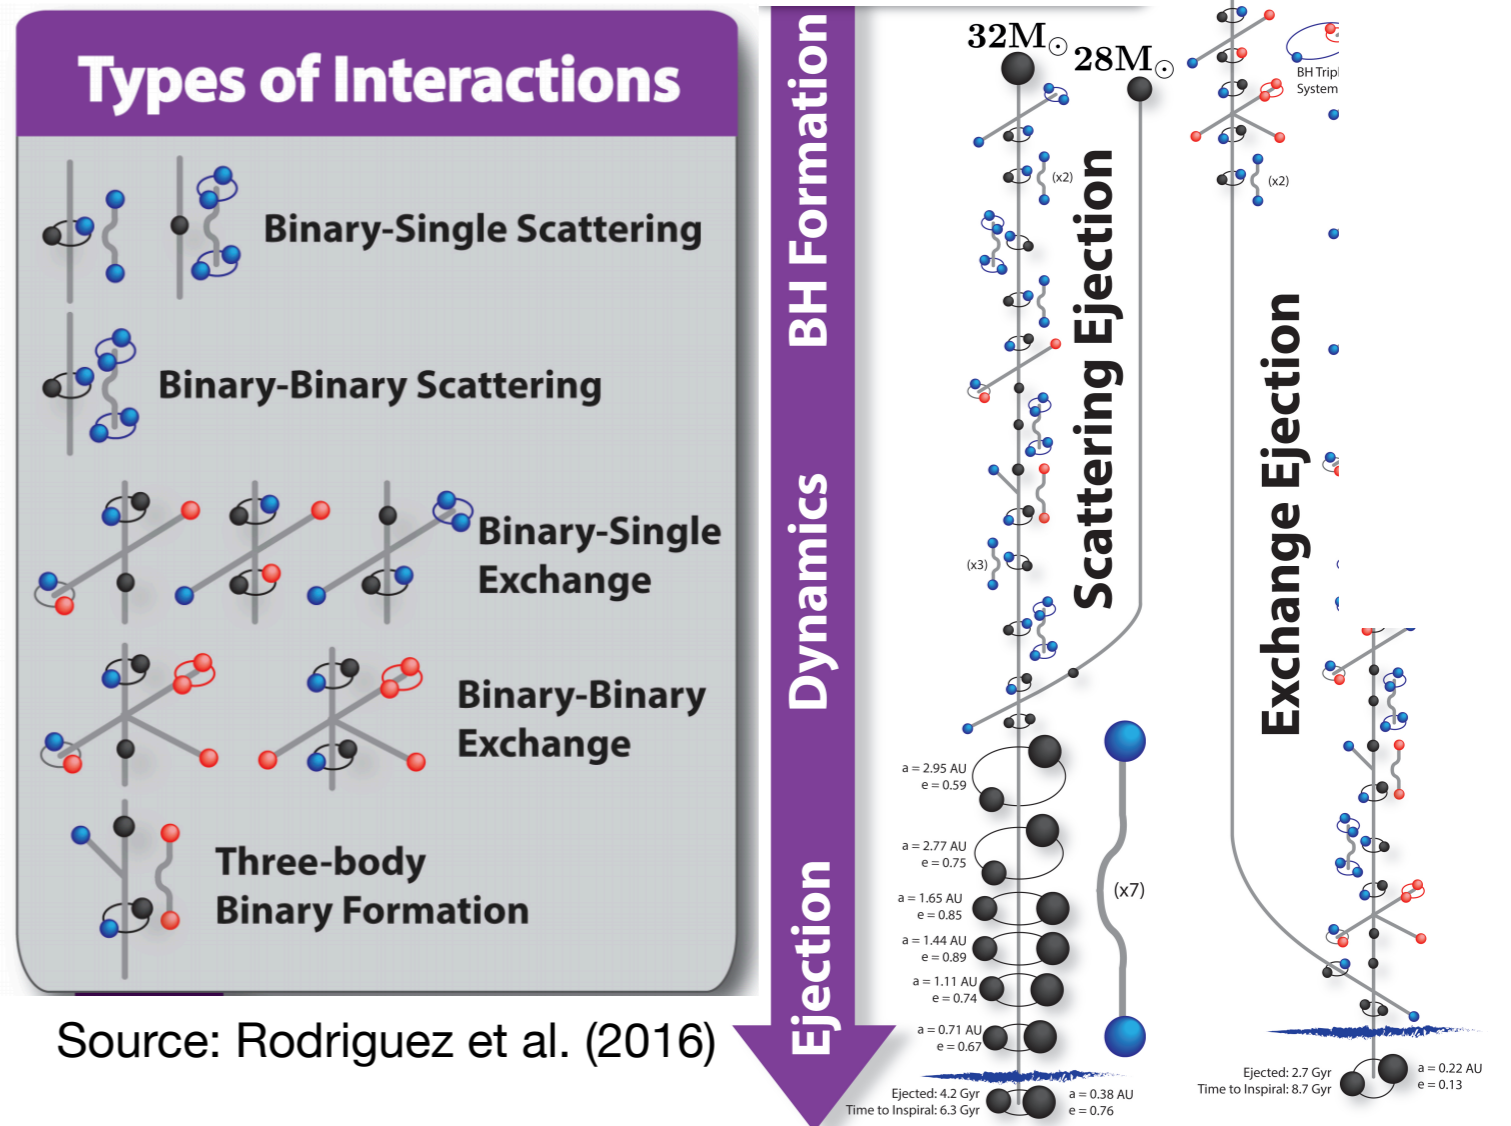 Types of Interactions
Binary-Single Scattering
Binary-Binary Scattering
Binary-Single
Exchange
Binary-Binary
Exchange
Three-body
Binary Formation
Source: Rodriguez et al. (2016)
BH Formation
Dynamics
Ejection
32M☉
28M☉
(x2)
(x3)
Scattering Ejection
a = 2.95 AU
e = 0.59
a = 2.77 AU
e = 0.75
a = 1.65 AU
e = 0.85
a = 1.44 AU
e = 0.89
a = 1.11 AU
e = 0.74
a = 0.71 AU
e = 0.67
(x7)
Ejected: 4.2 Gyr
Time to Inspiral: 6.3 Gyr
a = 0.38 AU
e = 0.76
BH Tripl
System
(x2)
Exchange Ejection
Ejected: 2.7 Gyr
Time to Inspiral: 8.7 Gyr
a = 0.22 AU
e = 0.13